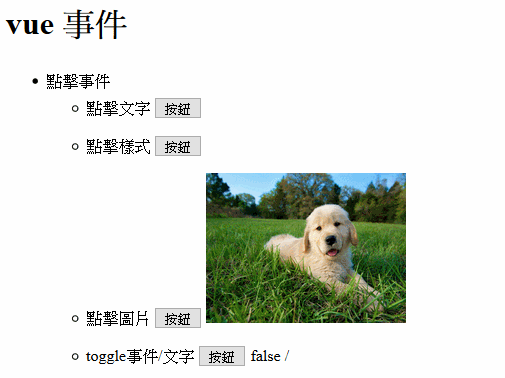 vue 事件
點擊事件
點擊文字 按鈕
點擊樣式 按鈕
點擊圖片 按鈕
toggle事件/文字 按鈕 false /